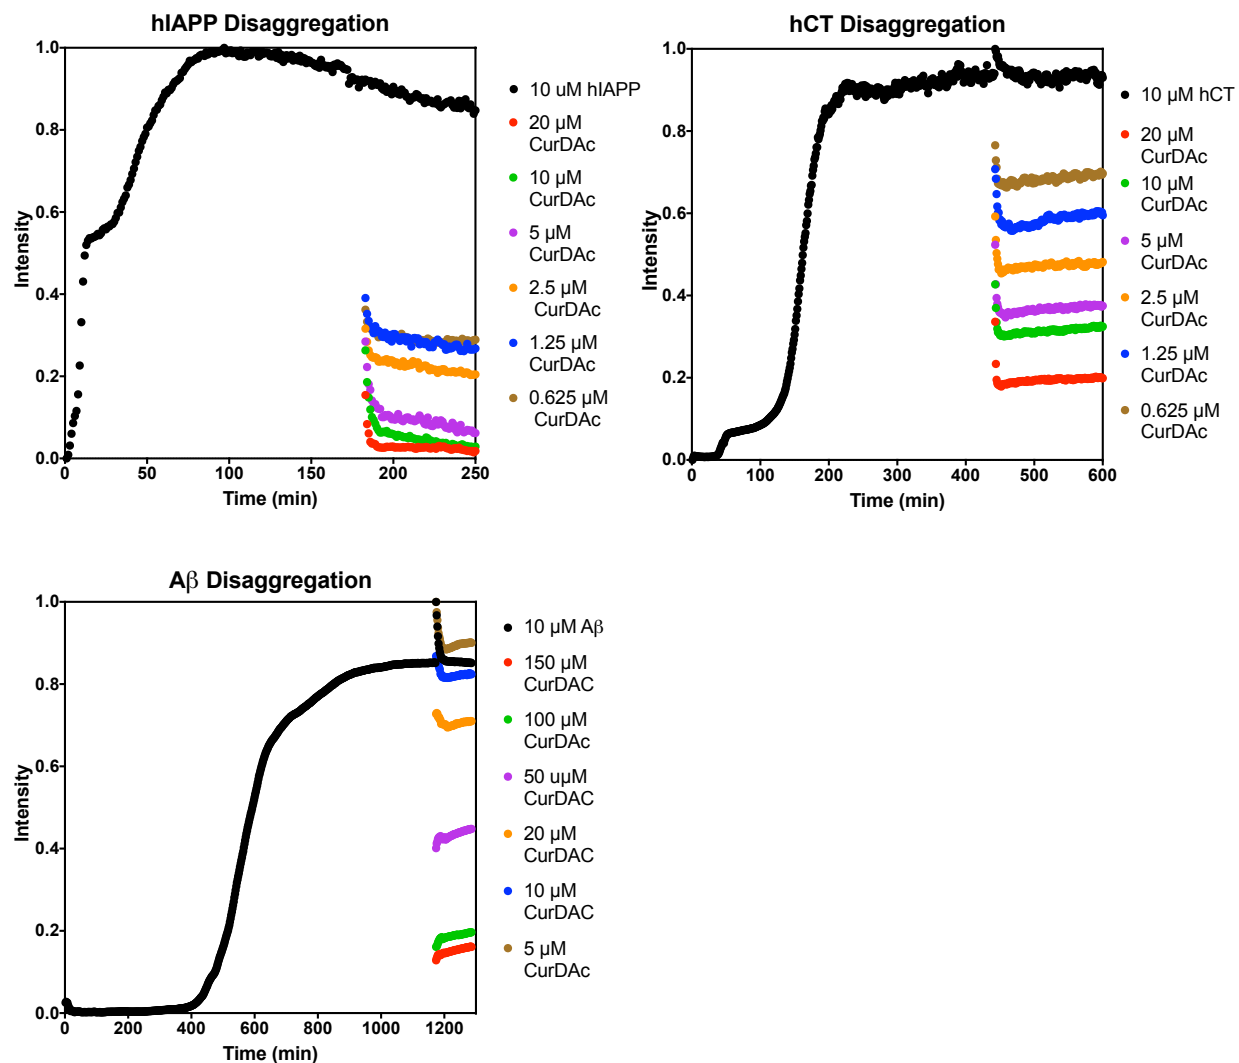 hIAPP Disaggregation
1.0
0.8
0.6
0.4
0.2
0.0
Intensity
0
50
100
150
200
250
Time (min)
10 uM hIAPP
20 µM
CurDAc
10 µM
CurDAc
5 µM
CurDAc
2.5 µM
CurDAc
1.25 µM
CurDAc
0.625 µM
CurDAc
hCT Disaggregation
1.0
0.8
0.6
0.4
0.2
0.0
Intensity
0
100
200
300
400
500
600
Time (min)
10 µM hCT
20 µM
CurDAc
10 µM
CurDAc
5 µM
CurDAc
2.5 µM
CurDAc
1.25 µM
CurDAc
0.625 µM
CurDAc
Aβ Disaggregation
1.0
0.8
0.6
0.4
0.2
0.0
Intensity
0
200
400
600
800
1000
1200
Time (min)
10 µM Aβ
150 µM
CurDAC
100 µM
CurDAc
50 uµM
CurDAC
20 µM
CurDAC
10 µM
CurDAC
5 µM
CurDAc